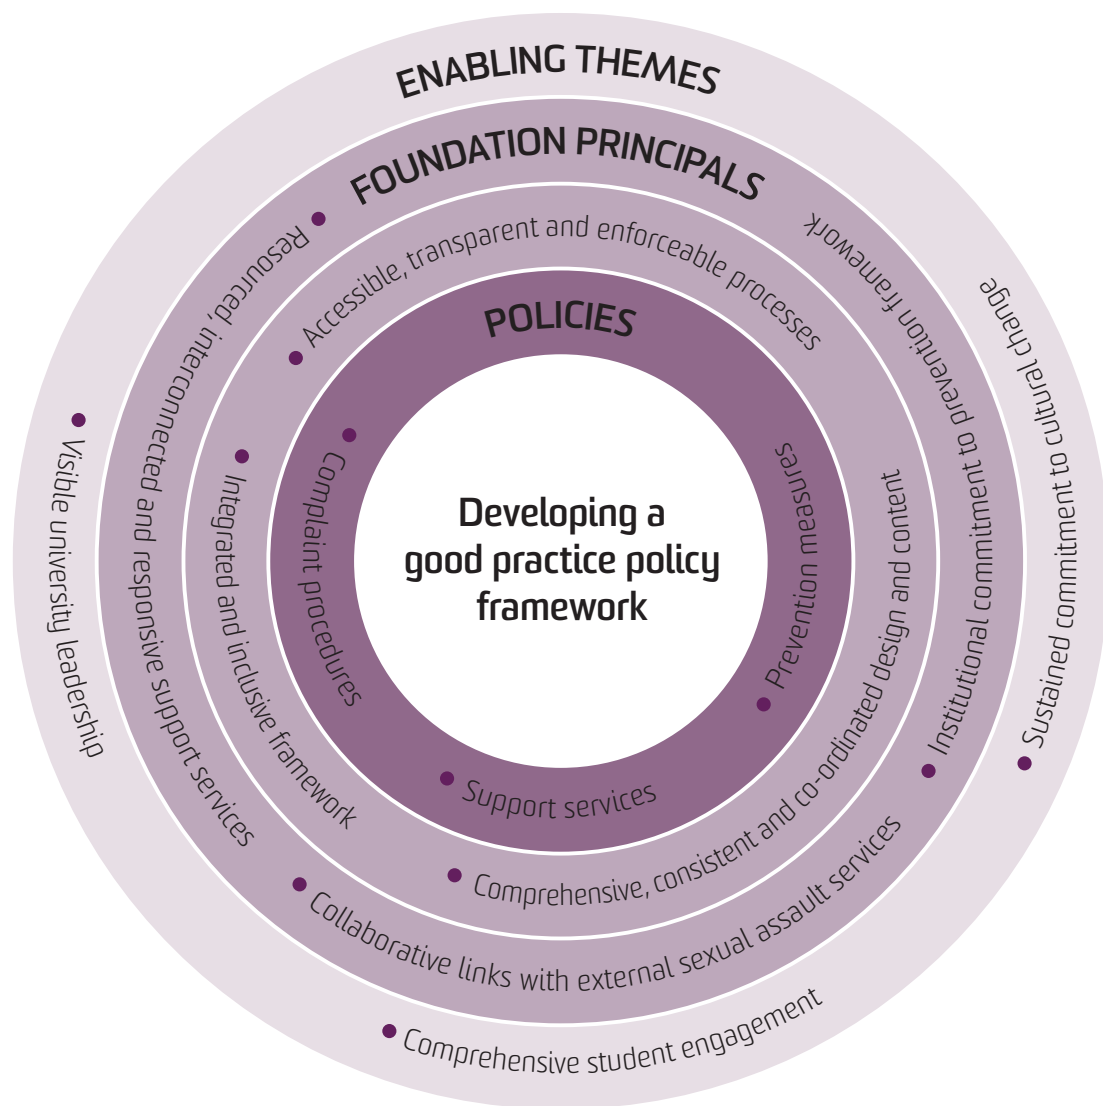 ENABLING THEMES
Visible university leadership
Comprehensive student engagement
Sustained commitment to cultural change
FOUNDATION PRINCIPALS
Resourced, interconnected and responsive support services
Collaborative links with external sexual assault services
Institutional commitment to prevention framework
Accessible, transparent and enforceable processes
Integrated and inclusive framework
Comprehensive, consistent and co-ordinated design and content
POLICIES
Complaint procedures
Support services
Prevention measures
Developing a
good practice policy
framework